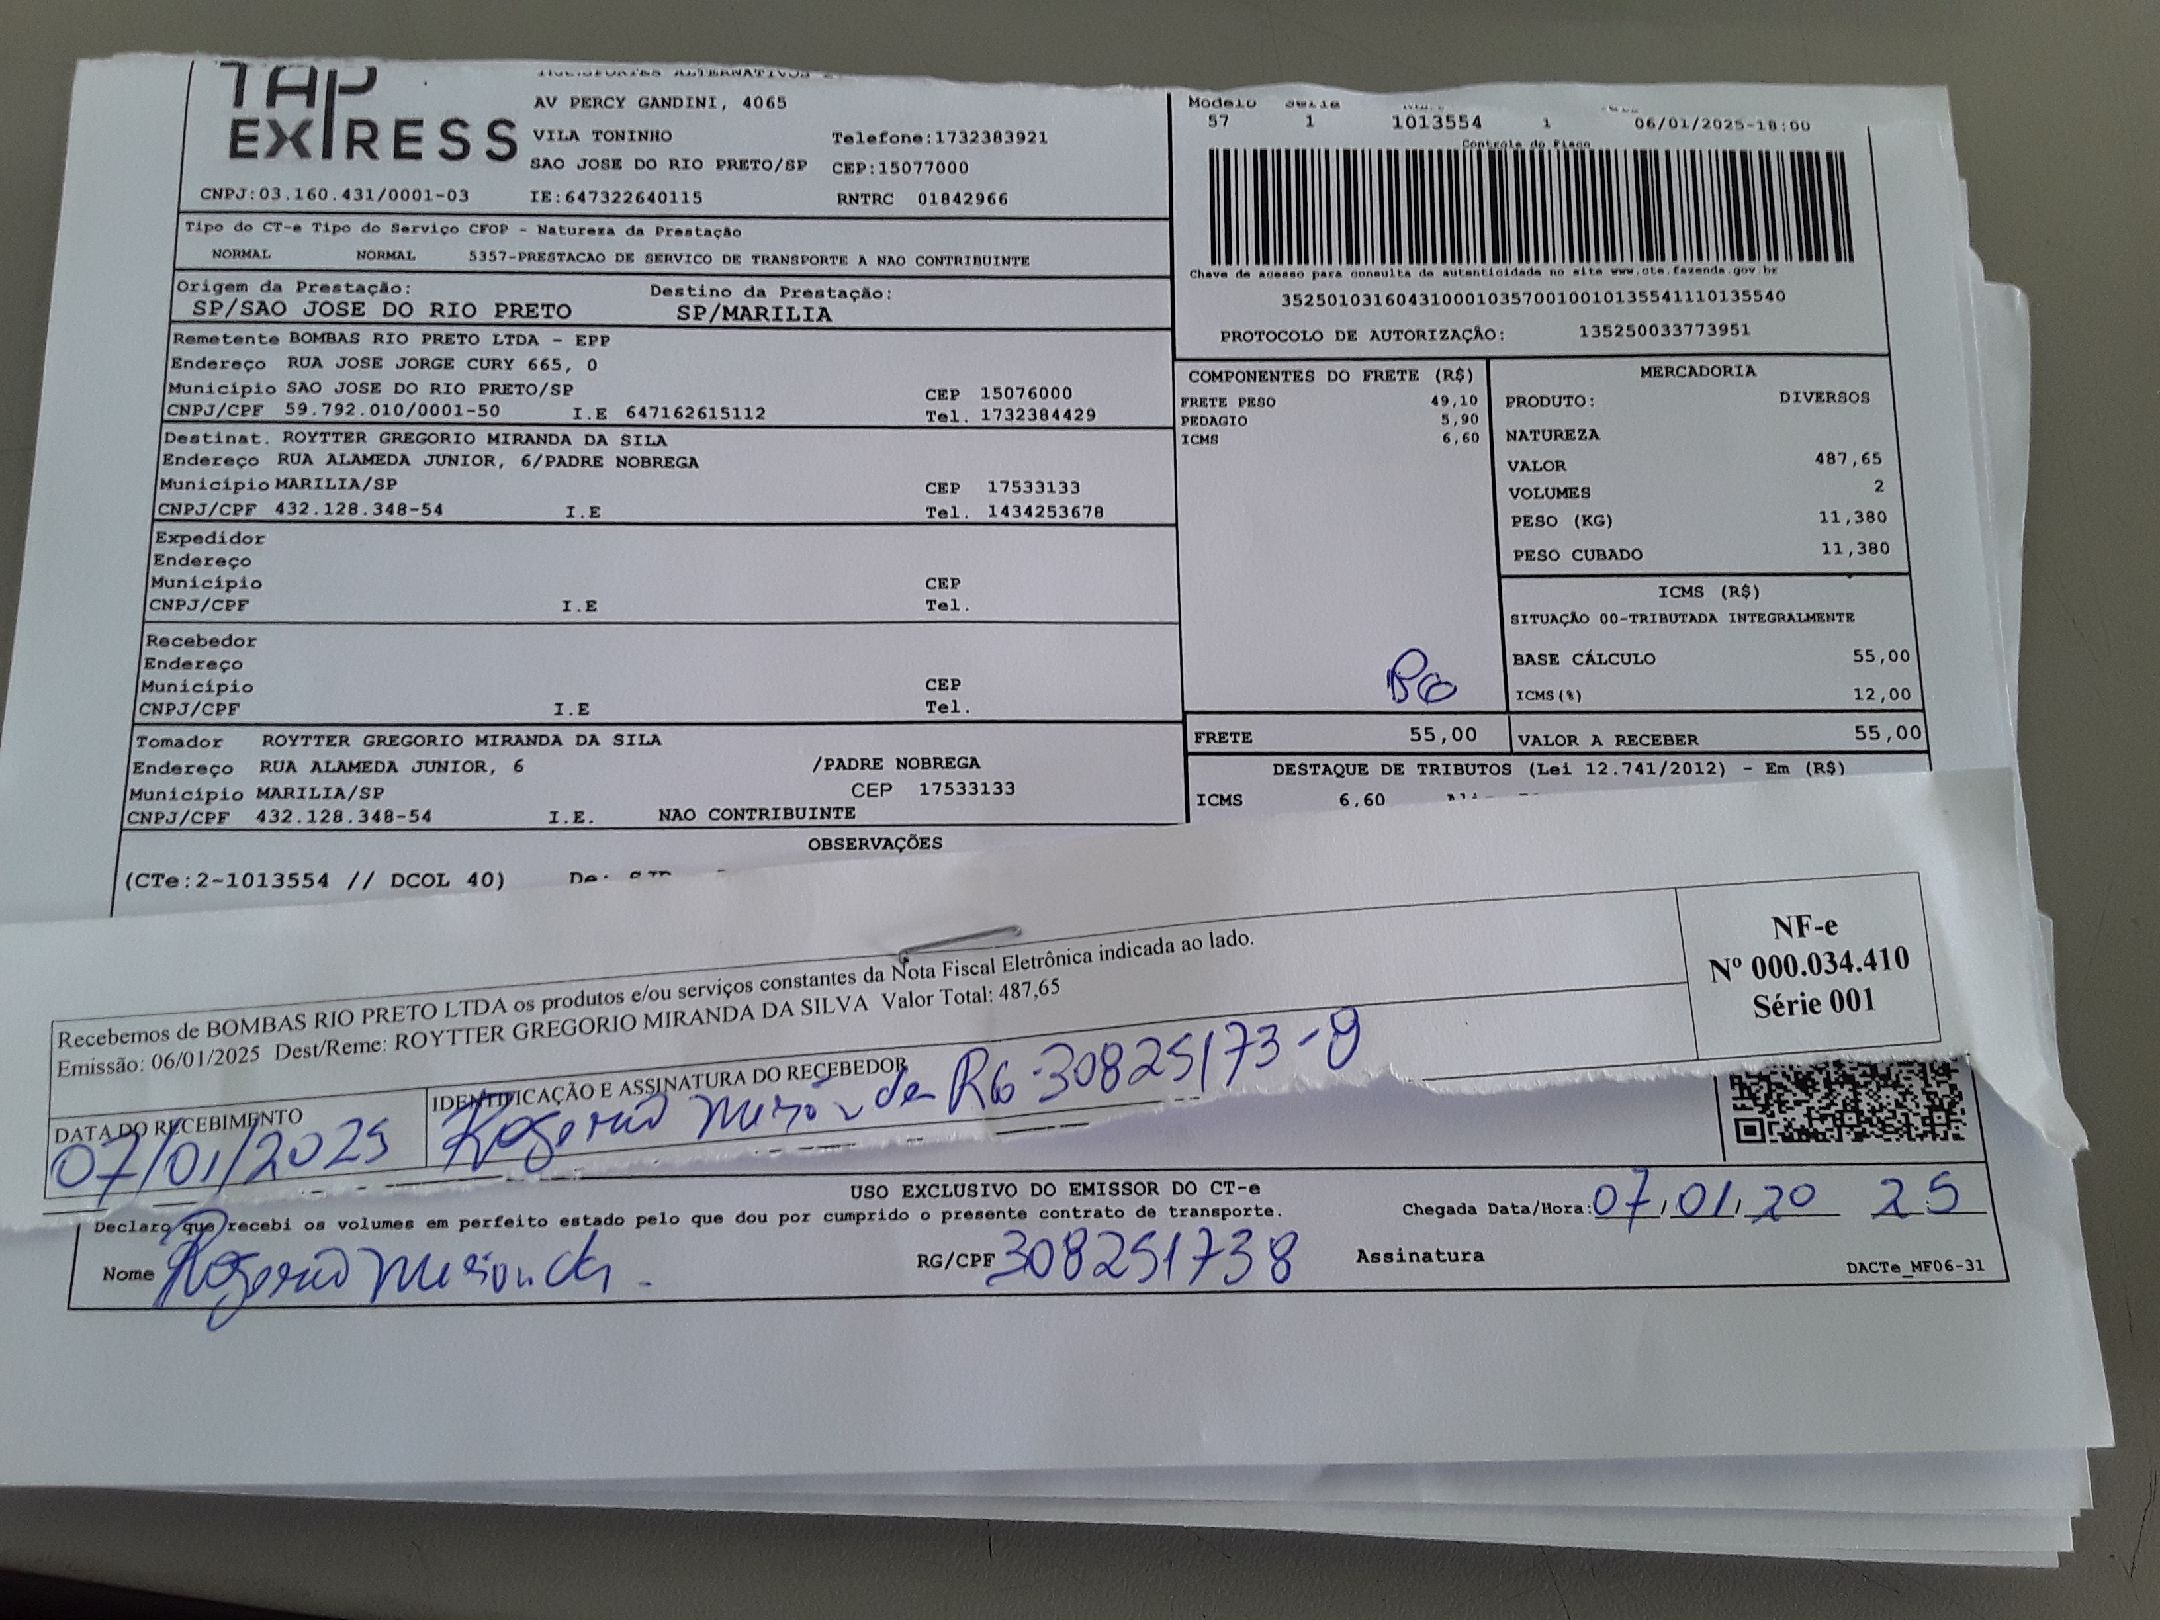 TAP
EXPRESS
AV PERCY GANDINI, 4065
VILA TONINHO Telefone:1732383921
SAO JOSE DO RIO PRETO/SP CEP:15077000
CNPJ:03.160.431/0001-03 IE:647322640115 RNTRC 01842966
Modelo
57 1 1013554 1 06/01/2025-18:00
Controle do Fisco
Chave de acesso para consulta de autenticidade no site www.cte.fazenda.gov.br
35250103160431000103570010010135541110135540
PROTOCOLO DE AUTORIZAÇÃO: 135250033773951
Tipo do CT-e Tipo do Serviço CFOP - Natureza da Prestação
NORMAL NORMAL 5357-PRESTACAO DE SERVICO DE TRANSPORTE A NAO CONTRIBUINTE
Origem da Prestação: Destino da Prestação:
SP/SAO JOSE DO RIO PRETO SP/MARILIA
Remetente BOMBAS RIO PRETO LTDA - EPP
Endereço RUA JOSE JORGE CURY 665, 0
Município SAO JOSE DO RIO PRETO/SP CEP 15076000
CNPJ/CPF 59.792.010/0001-50 I.E 647162615112 Tel. 1732384429
Destinat. ROYTTER GREGORIO MIRANDA DA SILA
Endereço RUA ALAMEDA JUNIOR, 6/PADRE NOBREGA
Município MARILIA/SP CEP 17533133
CNPJ/CPF 432.128.348-54 I.E Tel. 1434253678
Expedidor
Endereço
Município CEP
CNPJ/CPF I.E Tel.
Recebedor
Endereço
Município CEP
CNPJ/CPF I.E Tel.
Tomador ROYTTER GREGORIO MIRANDA DA SILA
Endereço RUA ALAMEDA JUNIOR, 6 /PADRE NOBREGA
Município MARILIA/SP CEP 17533133
CNPJ/CPF 432.128.348-54 I.E. NAO CONTRIBUINTE
COMPONENTES DO FRETE (R$)
FRETE PESO 49,10
PEDAGIO 5,90
ICMS 6,60
MERCADORIA
PRODUTO: DIVERSOS
NATUREZA
VALOR 487,65
VOLUMES 2
PESO (KG) 11,380
PESO CUBADO 11,380
ICMS (R$)
SITUAÇÃO 00-TRIBUTADA INTEGRALMENTE
BASE CÁLCULO 55,00
ICMS(%) 12,00
FRETE 55,00 VALOR A RECEBER 55,00
DESTAQUE DE TRIBUTOS (Lei 12.741/2012) - Em (R$)
ICMS 6,60
OBSERVAÇÕES
(CTe:2-1013554 // DCOL 40) De:
Recebemos de BOMBAS RIO PRETO LTDA os produtos e/ou serviços constantes da Nota Fiscal Eletrônica indicada ao lado.
Emissão: 06/01/2025 Dest/Reme: ROYTTER GREGORIO MIRANDA DA SILVA Valor Total: 487,65
NF-e
Nº 000.034.410
Série 001
DATA DO RECEBIMENTO IDENTIFICAÇÃO E ASSINATURA DO RECEBEDOR
07/01/2025 Rogerio Miranda RG 30825173-8
USO EXCLUSIVO DO EMISSOR DO CT-e
Declaro que recebi os volumes em perfeito estado pelo que dou por cumprido o presente contrato de transporte. Chegada Data/Hora: 07/01/20 25
Nome Rogerio Miranda. RG/CPF 308251738 Assinatura
DACTe_MF06-31